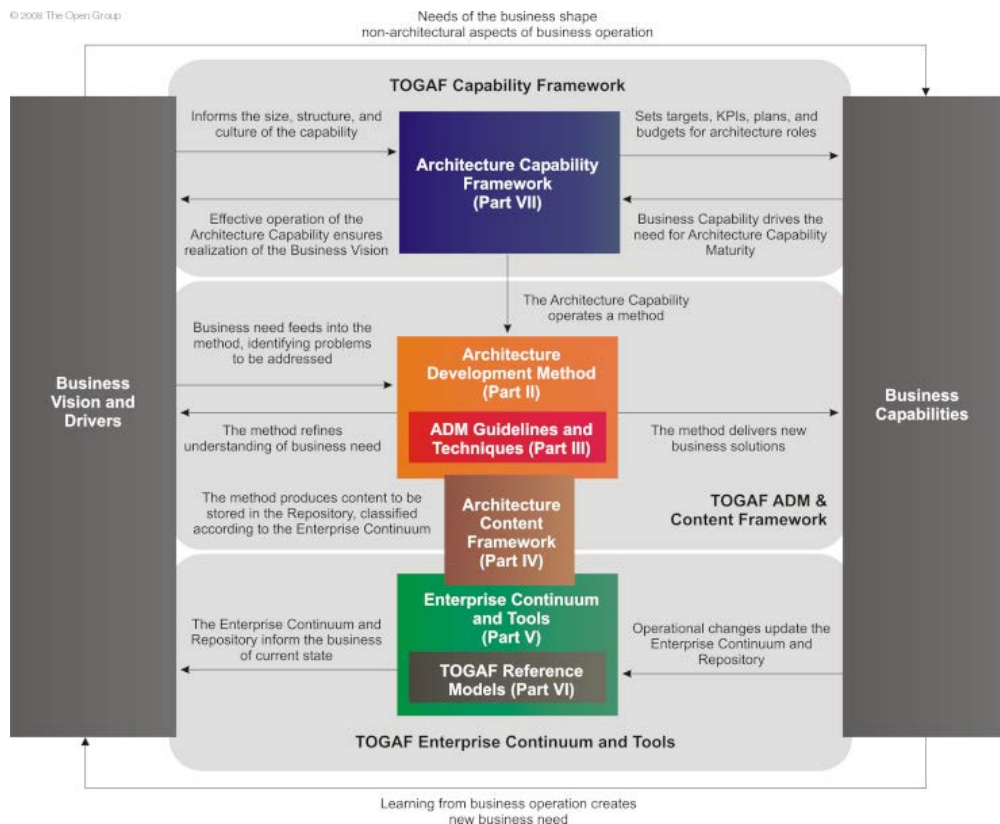 © 2008 The Open Group
Needs of the business shape
non-architectural aspects of business operation
TOGAF Capability Framework
Informs the size, structure, and
culture of the capability
Sets targets, KPIs, plans, and
budgets for architecture roles
Architecture Capability
Framework
(Part VII)
Effective operation of the
Architecture Capability ensures
realization of the Business Vision
Business Capability drives the
need for Architecture Capability
Maturity
The Architecture Capability
operates a method
Business need feeds into the
method, identifying problems
to be addressed
Architecture
Development Method
(Part II)
Business
Vision and
Drivers
Business
Capabilities
ADM Guidelines and
Techniques (Part III)
The method refines
understanding of business need
The method delivers new
business solutions
The method produces content to be
stored in the Repository, classified
according to the Enterprise Continuum
Architecture
Content
Framework
(Part IV)
TOGAF ADM &
Content Framework
Enterprise Continuum
and Tools
(Part V)
The Enterprise Continuum and
Repository inform the business
of current state
Operational changes update the
Enterprise Continuum and
Repository
TOGAF Reference
Models (Part VI)
TOGAF Enterprise Continuum and Tools
Learning from business operation creates
new business need